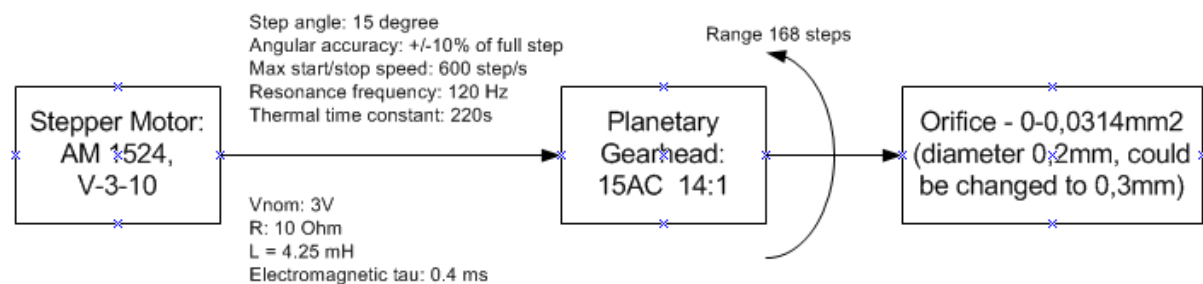 Step angle: 15 degree
Angular accuracy: +/-10% of full step
Max start/stop speed: 600 step/s
Resonance frequency: 120 Hz
Thermal time constant: 220s
Range 168 steps
Stepper Motor:
AM 1524,
V-3-10
Planetary
Gearhead:
15AC 14:1
Orifice - 0-0,0314mm2
(diameter 0,2mm, could
be changed to 0,3mm)
Vnom: 3V
R: 10 Ohm
L = 4.25 mH
Electromagnetic tau: 0.4 ms